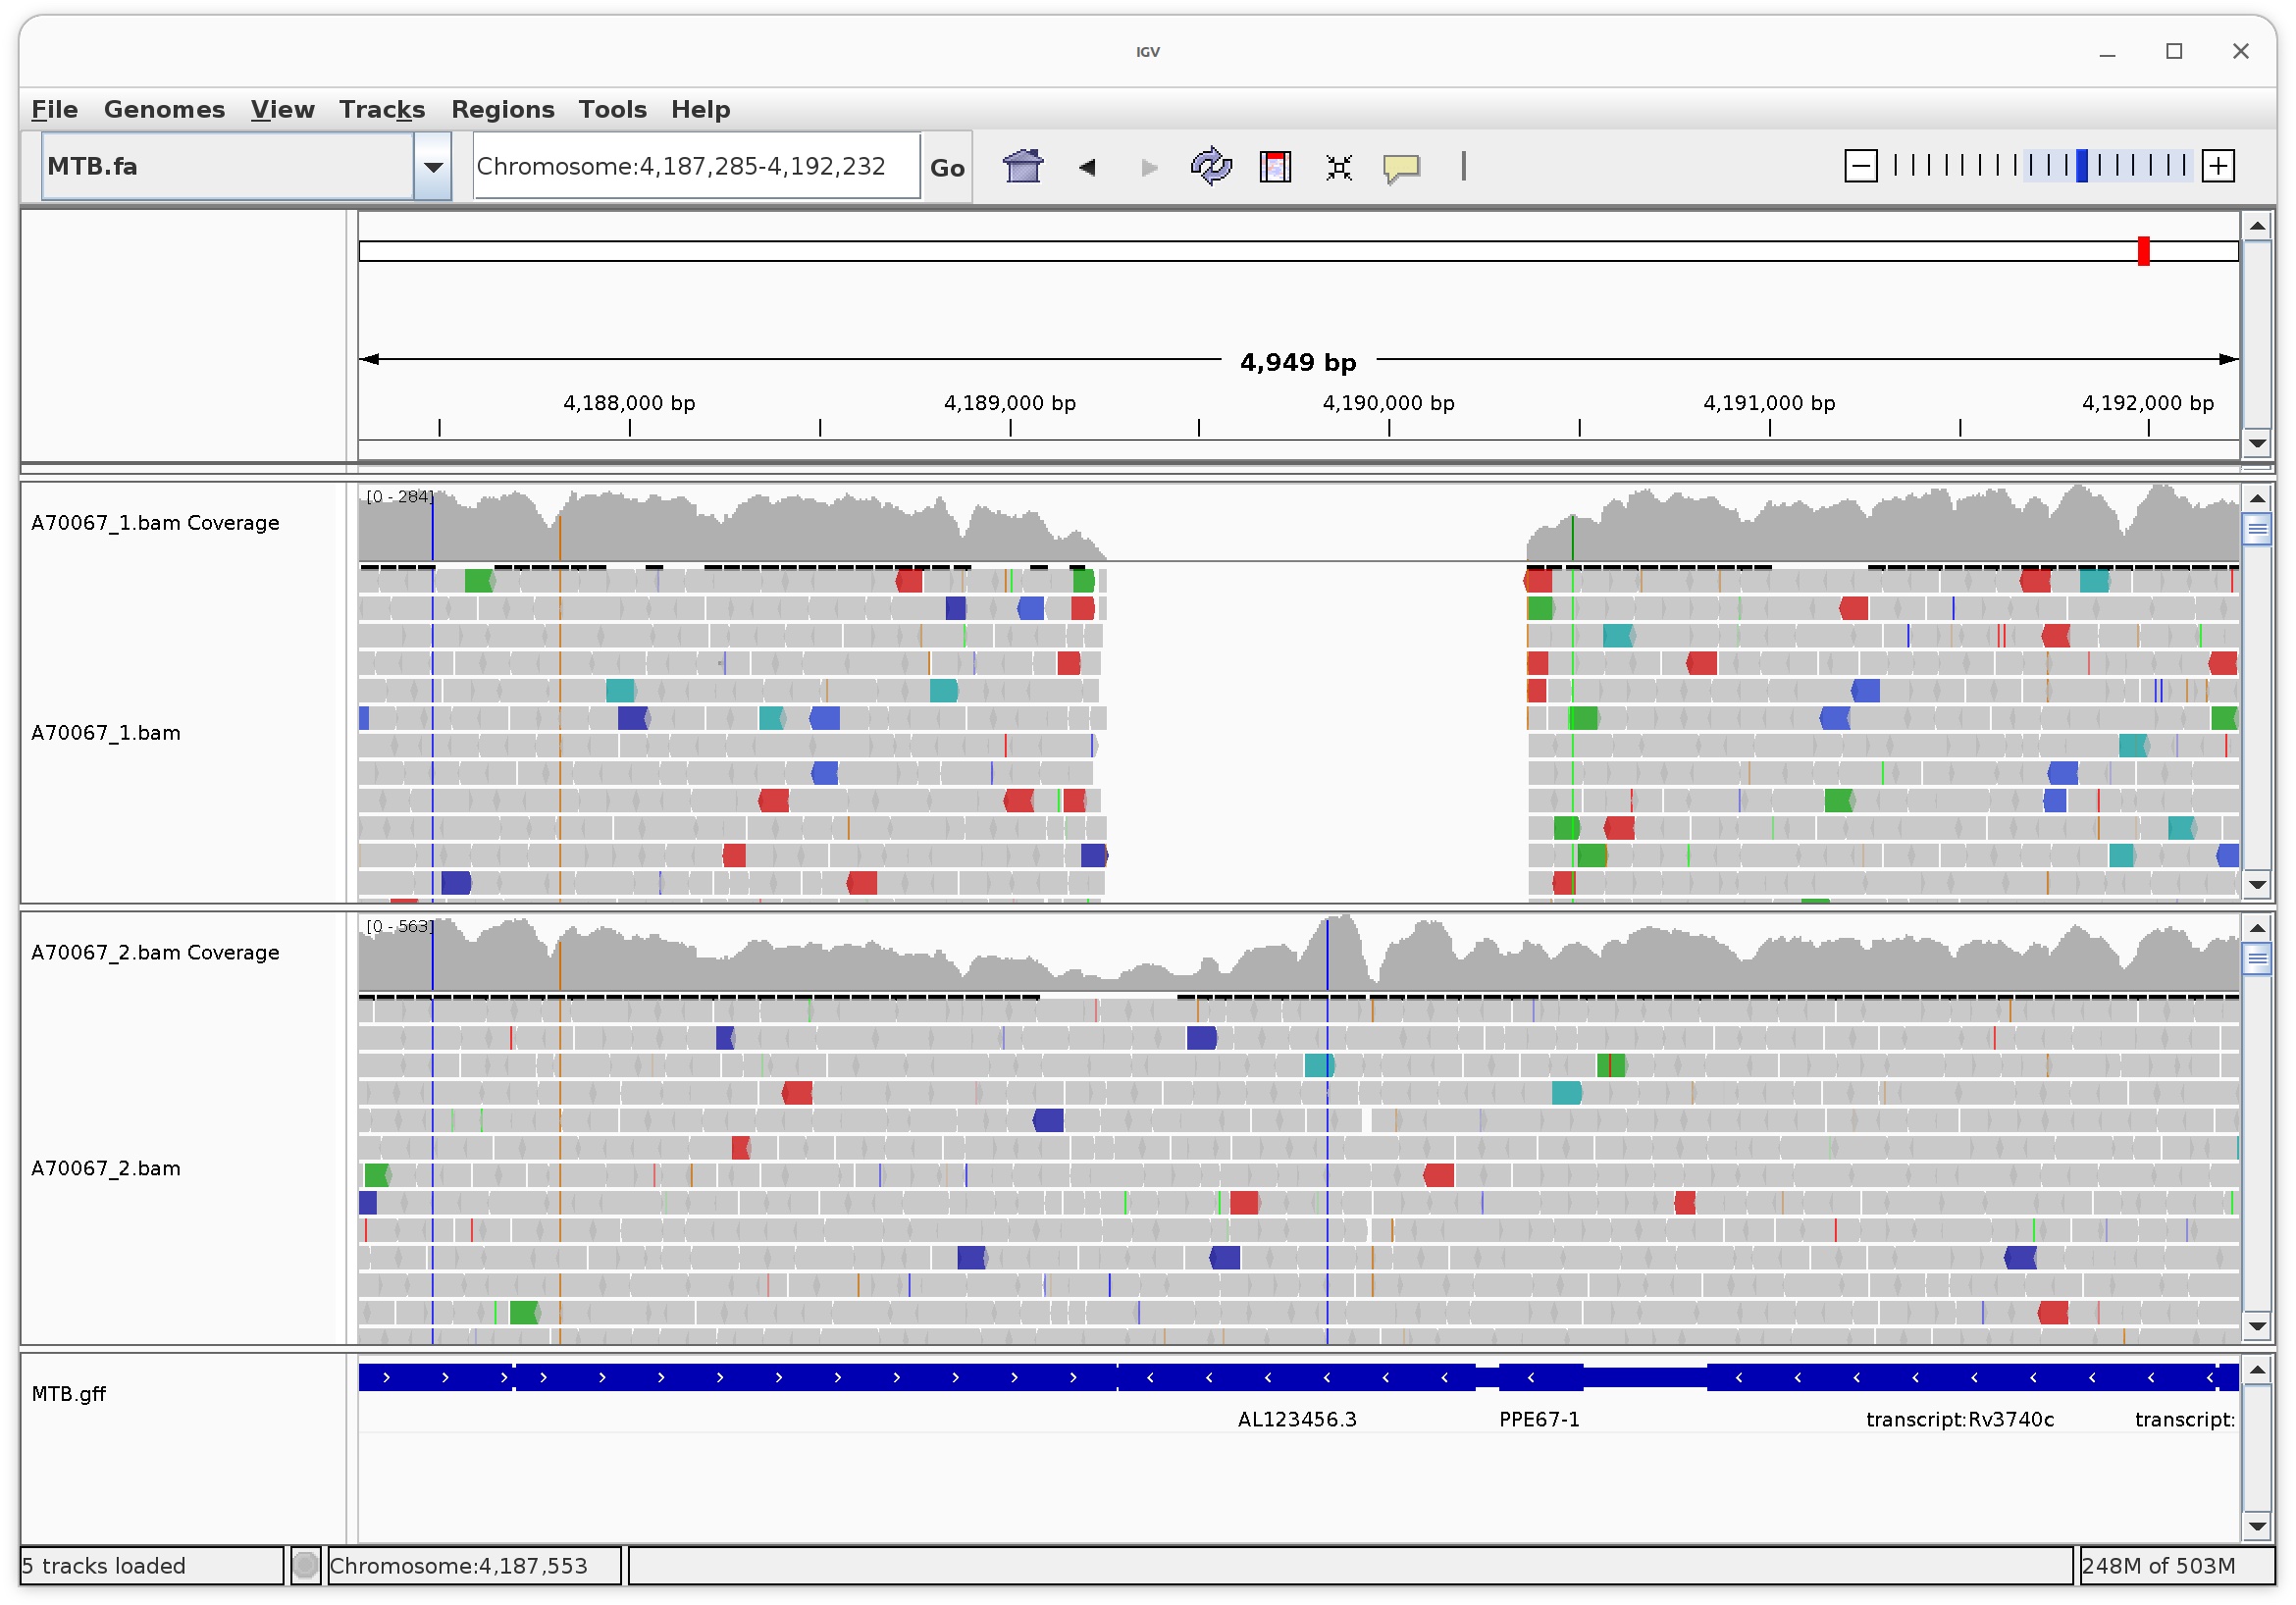 IGV
File Genomes View Tracks Regions Tools Help
MTB.fa Chromosome:4,187,285-4,192,232 Go
4,949 bp
4,188,000 bp 4,189,000 bp 4,190,000 bp 4,191,000 bp 4,192,000 bp
[0 - 284]
A70067_1.bam Coverage
A70067_1.bam
[0 - 563]
A70067_2.bam Coverage
A70067_2.bam
MTB.gff
AL123456.3 PPE67-1 transcript:Rv3740c transcript:
5 tracks loaded Chromosome:4,187,553 248M of 503M